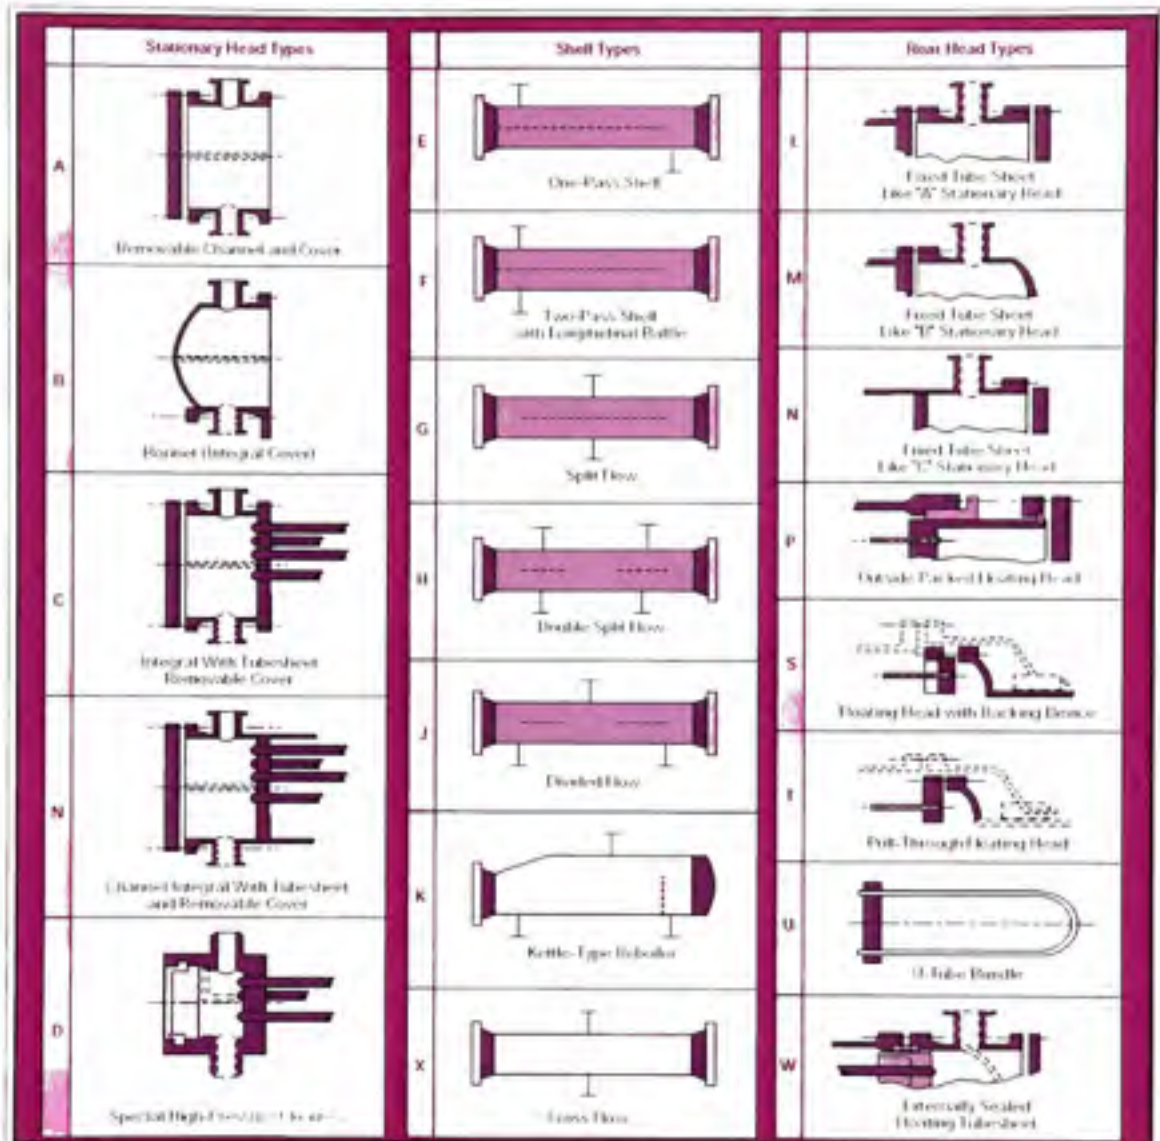 Stationary Head Types
A
Removable Channel and Cover
B
Bonnet (Integral Cover)
C
Integral With Tubesheet
Removable Cover
N
Channel Integral With Tubesheet
and Removable Cover
D
Special High-Pressure
Shell Types
E
One-Pass Shell
F
Two-Pass Shell
with Longitudinal Baffle
G
Split Flow
H
Double Split Flow
J
Divided Flow
K
Kettle-Type Reboiler
X
Cross Flow
Rear Head Types
L
Fixed Tube Sheet
Like "A" Stationary Head
M
Fixed Tube Sheet
Like "B" Stationary Head
N
Fixed Tube Sheet
Like "C" Stationary Head
P
Outside Packed Floating Head
S
Floating Head with Backing Device
T
Pull-Through Floating Head
U
U-Tube Bundle
W
Externally Sealed
Floating Tubesheet